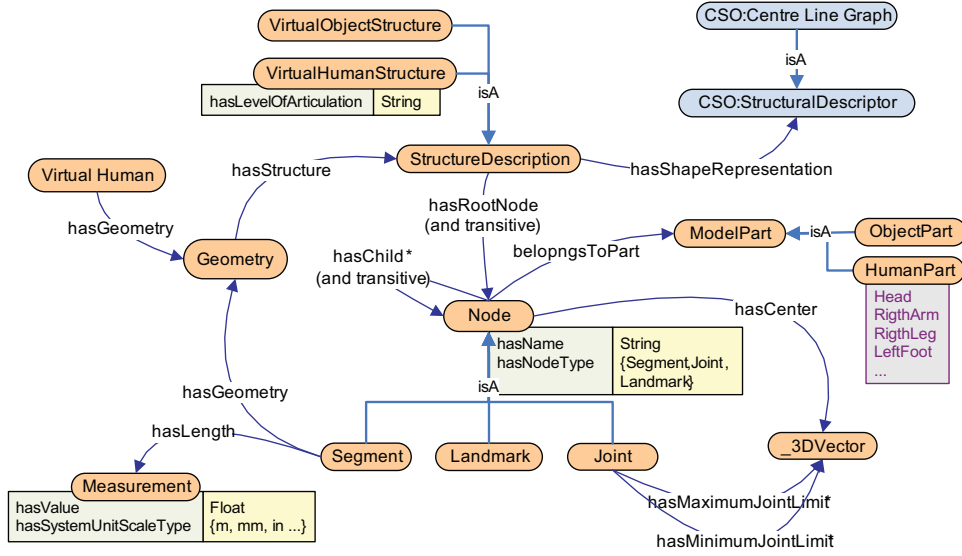 VirtualObjectStructure
CSO:Centre Line Graph
VirtualHumanStructure
hasLevelOfArticulation String
isA
isA
CSO:StructuralDescriptor
StructureDescription
hasStructure
hasShapeRepresentation
Virtual Human
hasGeometry
hasRootNode
(and transitive)
ModelPart
isA
ObjectPart
Geometry
hasChild*
(and transitive)
belopngsToPart
HumanPart
Head
RigthArm
RigthLeg
LeftFoot
...
Node
hasCenter
hasName String
hasNodeType {Segment,Joint,
Landmark}
isA
hasGeometry
hasLength
Segment
Landmark
Joint
_3DVector
Measurement
hasValue Float
hasSystemUnitScaleType {m, mm, in ...}
hasMaximumJointLimit*
hasMinimumJointLimit*